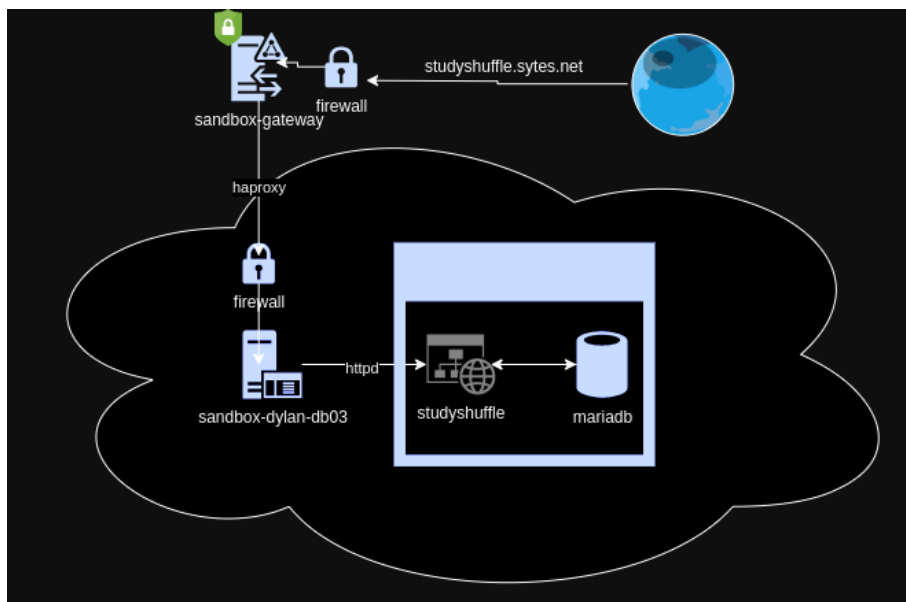 studyshuffle.sytes.net
firewall
sandbox-gateway
haproxy
firewall
httpd
studyshuffle
mariadb
sandbox-dylan-db03